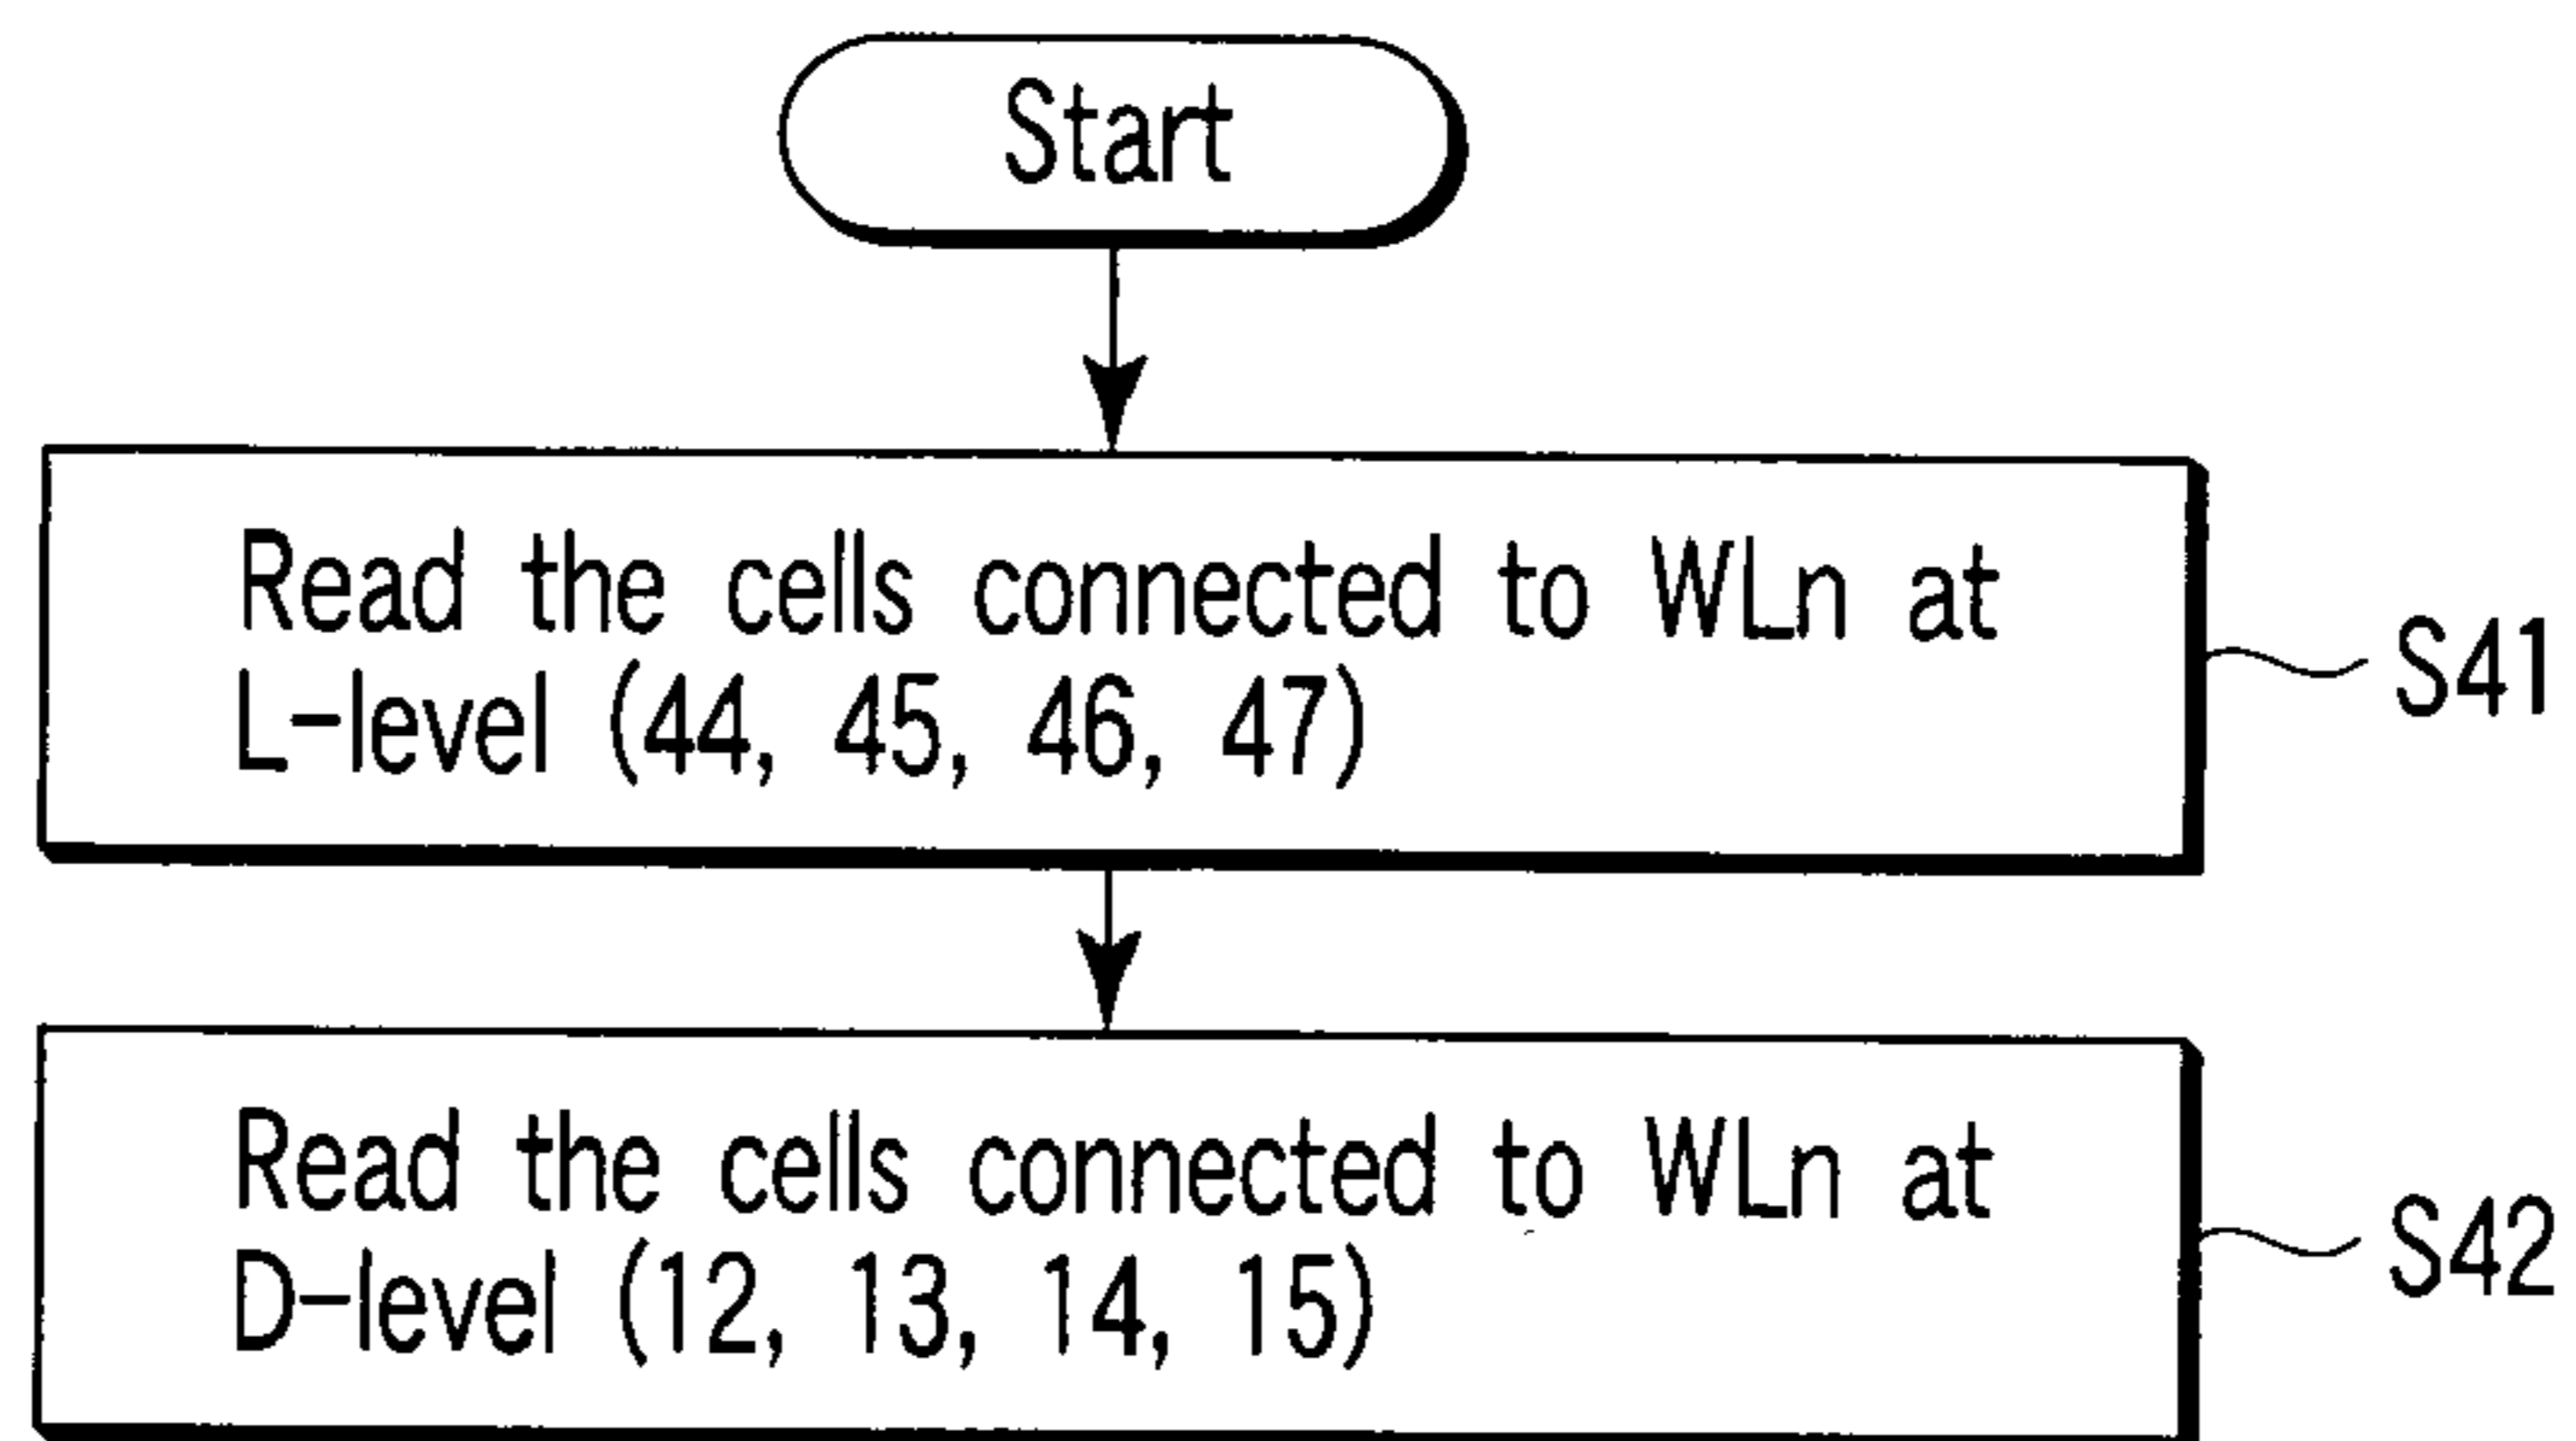 Start
Read the cells connected to WLn at
L-level (44, 45, 46, 47)
S41
Read the cells connected to WLn at
D-level (12, 13, 14, 15)
S42